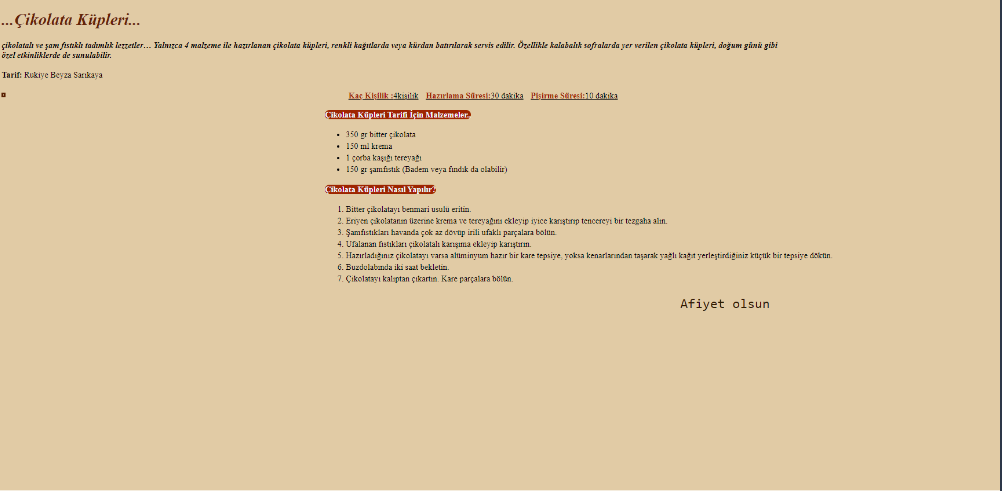 ...Çikolata Küpleri...
çikolatalı ve şam fıstıklı tadımlık lezzetler… Yalnızca 4 malzeme ile hazırlanan çikolata küpleri, renkli kağıtlarda veya kürdan batırılarak servis edilir. Özellikle kalabalık sofralarda yer verilen çikolata küpleri, doğum günü gibi
özel etkinliklerde de sunulabilir.
Tarif: Rukiye Beyza Sarıkaya
Kaç Kişilik :4kişilik Hazırlama Süresi:30 dakika Pişirme Süresi:10 dakika
Çikolata Küpleri Tarifi İçin Malzemeler..
• 350 gr bitter çikolata
• 150 ml krema
• 1 çorba kaşığı tereyağı
• 150 gr şamfıstık (Badem veya fındık da olabilir)
Çikolata Küpleri Nasıl Yapılır?
1. Bitter çikolatayı benmari usulü eritin.
2. Eriyen çikolatanın üzerine krema ve tereyağını ekleyip iyice karıştırıp tencereyi bir tezgaha alın.
3. Şamfıstıkları havanda çok az dövüp irili ufaklı parçalara bölün.
4. Ufalanan fıstıkları çikolatalı karışıma ekleyip karıştırın.
5. Hazırladığınız çikolatayı varsa alüminyum hazır bir kare tepsiye, yoksa kenarlarından taşarak yağlı kağıt yerleştirdiğiniz küçük bir tepsiye dökün.
6. Buzdolabında iki saat bekletin.
7. Çikolatayı kalıptan çıkartın. Kare parçalara bölün.
Afiyet olsun